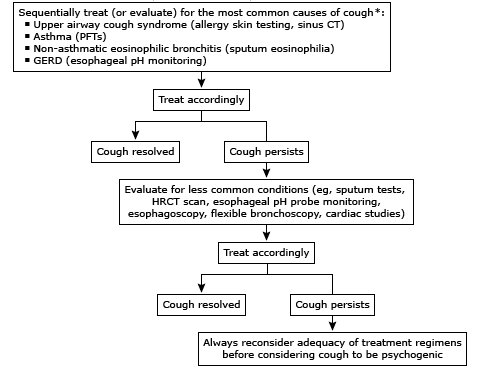 Sequentially treat (or evaluate) for the most common causes of cough*:
▪ Upper airway cough syndrome (allergy skin testing, sinus CT)
▪ Asthma (PFTs)
▪ Non-asthmatic eosinophilic bronchitis (sputum eosinophilia)
▪ GERD (esophageal pH monitoring)
Treat accordingly
Cough resolved
Cough persists
Evaluate for less common conditions (eg, sputum tests,
HRCT scan, esophageal pH probe monitoring,
esophagoscopy, flexible bronchoscopy, cardiac studies)
Treat accordingly
Cough resolved
Cough persists
Always reconsider adequacy of treatment regimens
before considering cough to be psychogenic